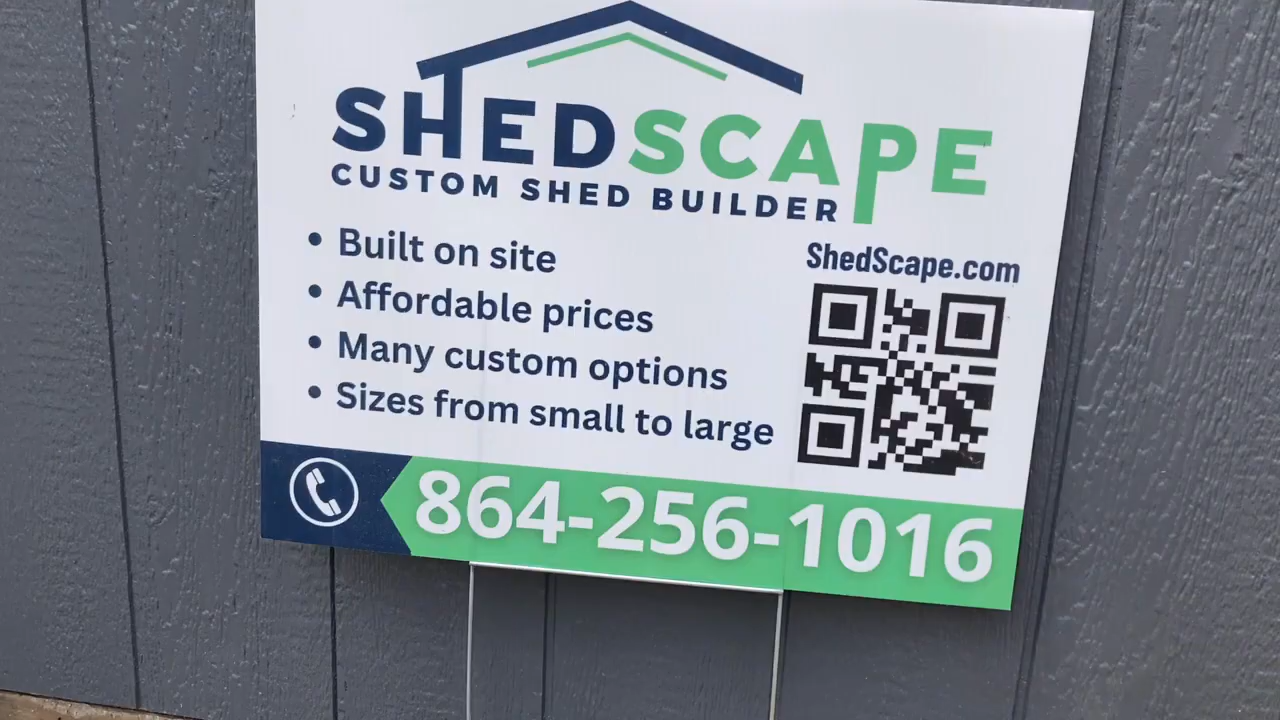 SHEDSCAPE
CUSTOM SHED BUILDER
• Built on site
• Affordable prices
• Many custom options
• Sizes from small to large
ShedScape.com
864-256-1016